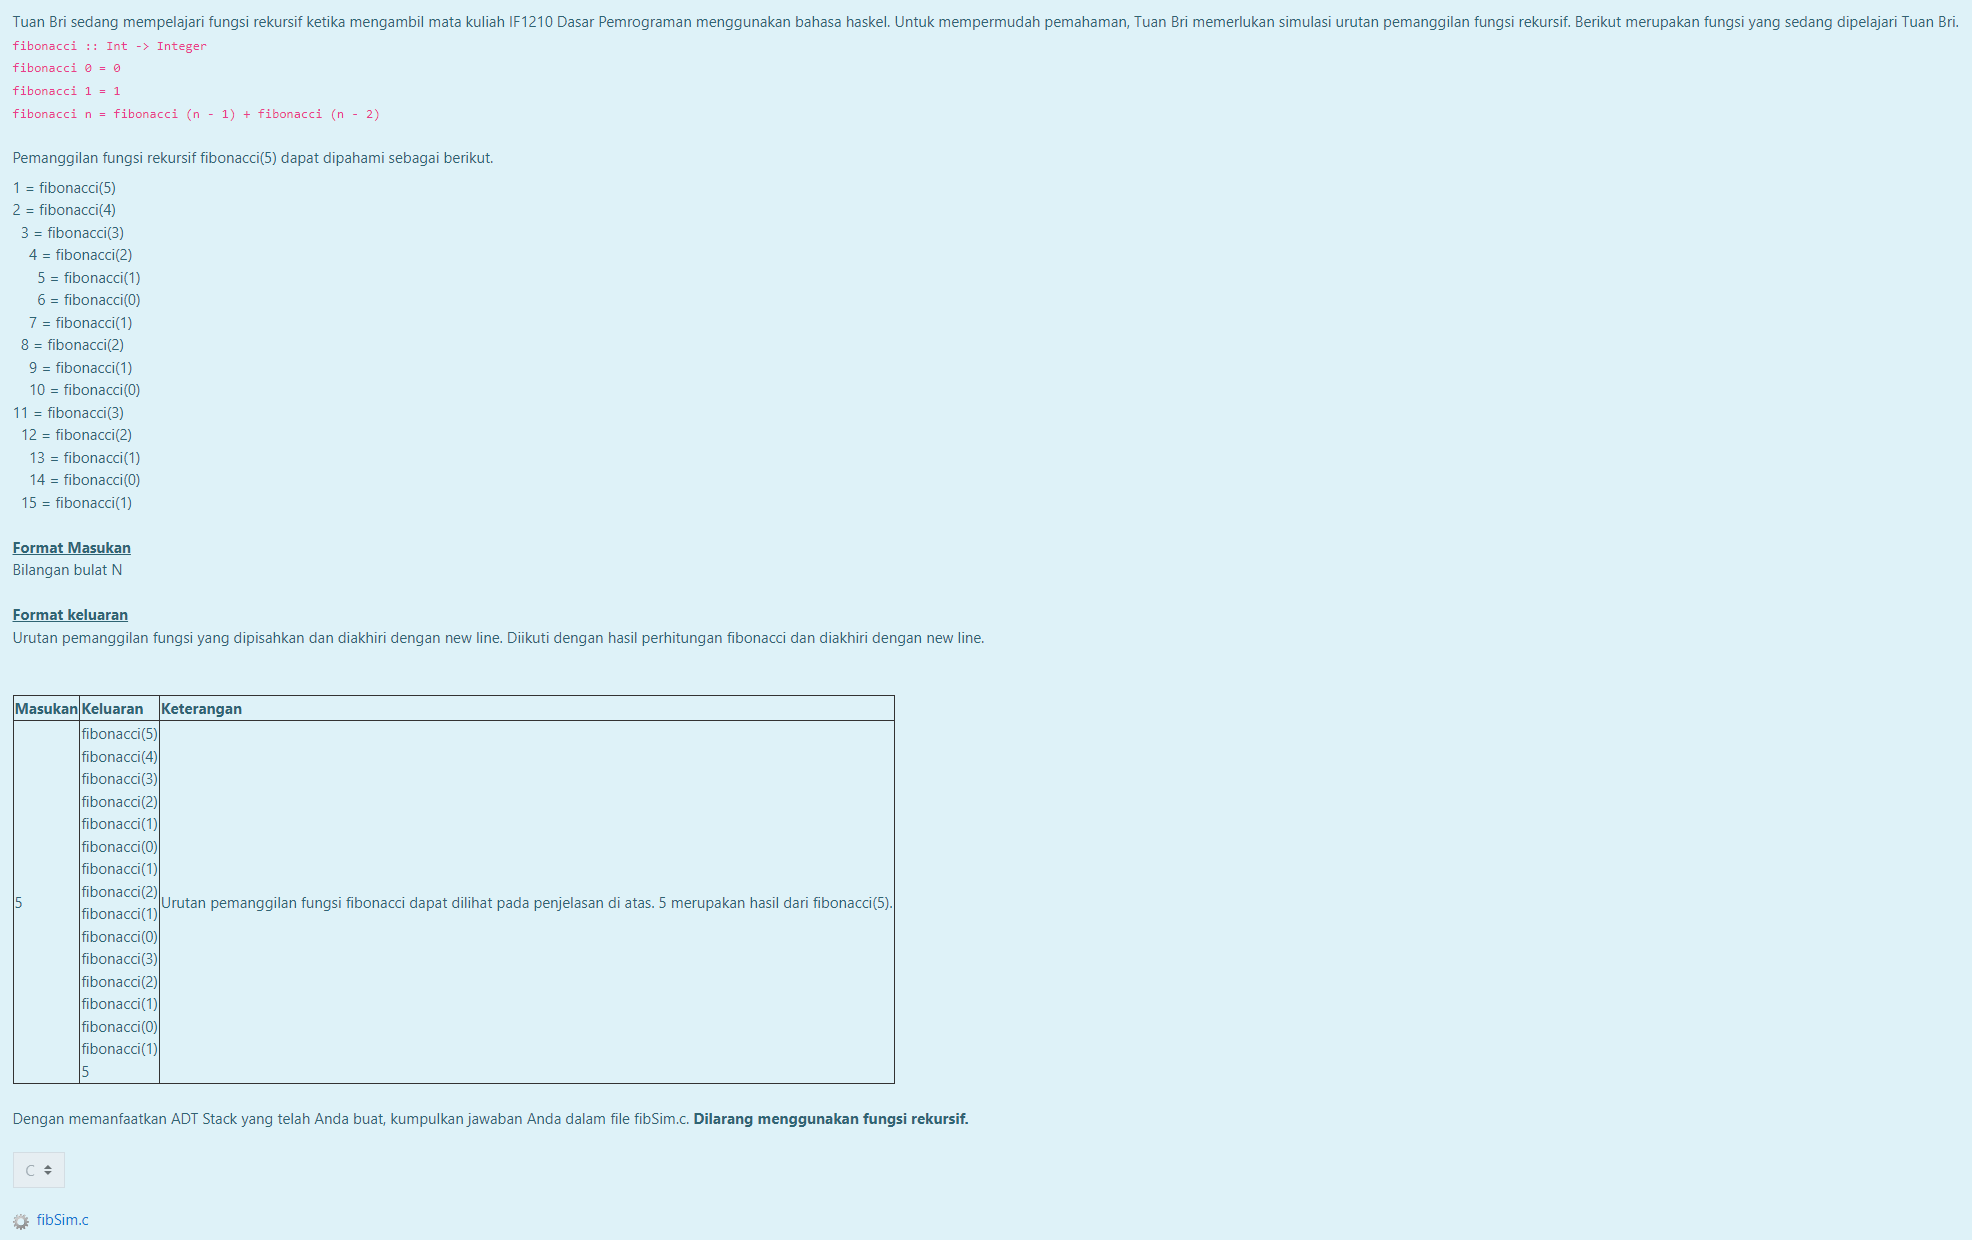 Tuan Bri sedang mempelajari fungsi rekursif ketika mengambil mata kuliah IF1210 Dasar Pemrograman menggunakan bahasa haskel. Untuk mempermudah pemahaman, Tuan Bri memerlukan simulasi urutan pemanggilan fungsi rekursif. Berikut merupakan fungsi yang sedang dipelajari Tuan Bri.
fibonacci :: Int -> Integer
fibonacci 0 = 0
fibonacci 1 = 1
fibonacci n = fibonacci (n - 1) + fibonacci (n - 2)
Pemanggilan fungsi rekursif fibonacci(5) dapat dipahami sebagai berikut.
1 = fibonacci(5)
2 = fibonacci(4)
3 = fibonacci(3)
4 = fibonacci(2)
5 = fibonacci(1)
6 = fibonacci(0)
7 = fibonacci(1)
8 = fibonacci(2)
9 = fibonacci(1)
10 = fibonacci(0)
11 = fibonacci(3)
12 = fibonacci(2)
13 = fibonacci(1)
14 = fibonacci(0)
15 = fibonacci(1)
Format Masukan
Bilangan bulat N
Format keluaran
Urutan pemanggilan fungsi yang dipisahkan dan diakhiri dengan new line. Diikuti dengan hasil perhitungan fibonacci dan diakhiri dengan new line.
Masukan Keluaran Keterangan
fibonacci(5)
fibonacci(4)
fibonacci(3)
fibonacci(2)
fibonacci(1)
fibonacci(0)
fibonacci(1)
fibonacci(2)
5 Urutan pemanggilan fungsi fibonacci dapat dilihat pada penjelasan di atas. 5 merupakan hasil dari fibonacci(5).
fibonacci(1)
fibonacci(0)
fibonacci(3)
fibonacci(2)
fibonacci(1)
fibonacci(0)
fibonacci(1)
5
Dengan memanfaatkan ADT Stack yang telah Anda buat, kumpulkan jawaban Anda dalam file fibSim.c. Dilarang menggunakan fungsi rekursif.
C
fibSim.c